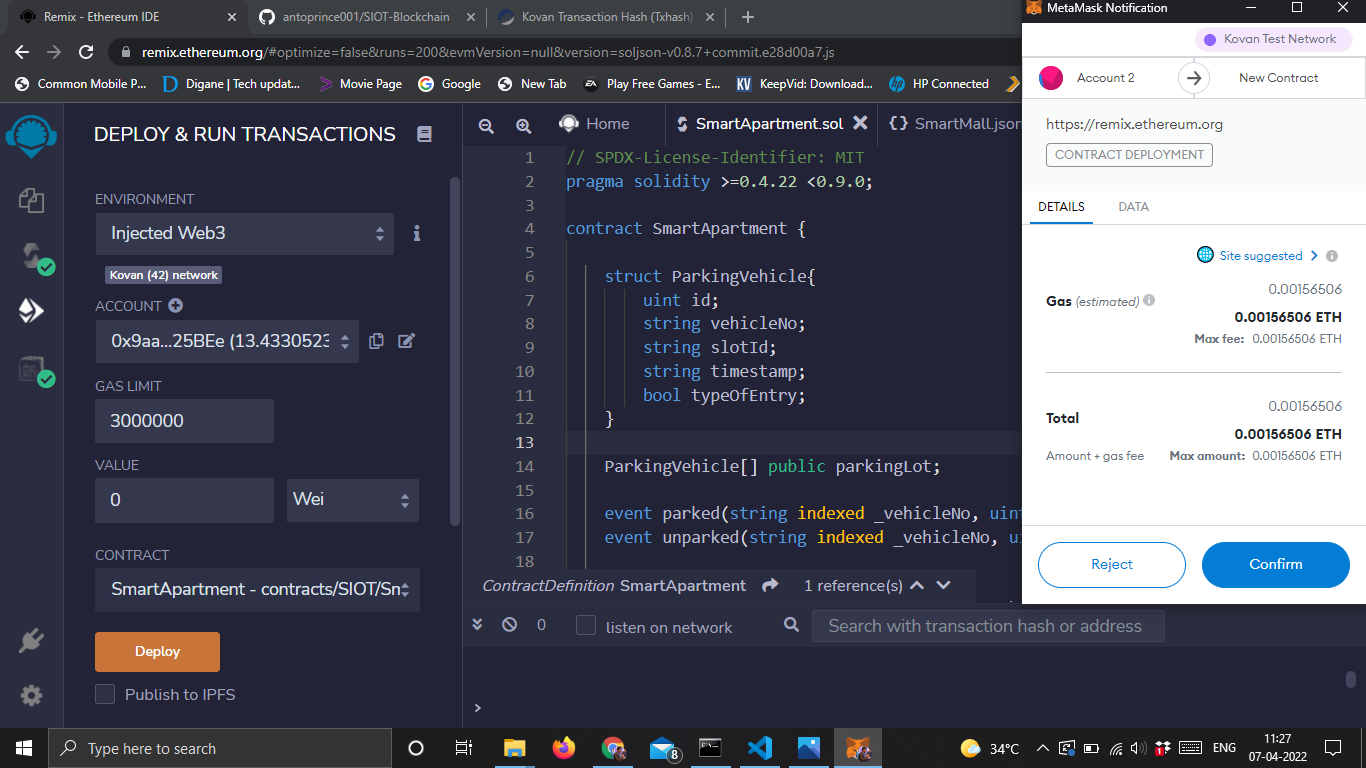 Remix - Ethereum IDE
antoprince001/SIOT-Blockchain
Kovan Transaction Hash (Txhash)
remix.ethereum.org/#optimize=false&runs=200&evmVersion=null&version=soljson-v0.8.7+commit.e28d00a7.js
Common Mobile P...
Digane | Tech updat...
Movie Page
Google
New Tab
Play Free Games - E...
KeepVid: Download...
HP Connected
DEPLOY & RUN TRANSACTIONS
ENVIRONMENT
Injected Web3
Kovan (42) network
ACCOUNT
0x9aa...25BEe (13.4330523
GAS LIMIT
3000000
VALUE
0
Wei
CONTRACT
SmartApartment - contracts/SIOT/Sm
Deploy
Publish to IPFS
Home
SmartApartment.sol
SmartMall.json
1 // SPDX-License-Identifier: MIT
2 pragma solidity >=0.4.22 <0.9.0;
3
4 contract SmartApartment {
5
6 struct ParkingVehicle{
7 uint id;
8 string vehicleNo;
9 string slotId;
10 string timestamp;
11 bool typeOfEntry;
12 }
13
14 ParkingVehicle[] public parkingLot;
15
16 event parked(string indexed _vehicleNo, uint
17 event unparked(string indexed _vehicleNo, ui
18
ContractDefinition SmartApartment
1 reference(s)
0
listen on network
Search with transaction hash or address
>
MetaMask Notification
Kovan Test Network
Account 2
New Contract
https://remix.ethereum.org
CONTRACT DEPLOYMENT
DETAILS
DATA
Site suggested
0.00156506
Gas (estimated)
0.00156506 ETH
Max fee: 0.00156506 ETH
0.00156506
Total
0.00156506 ETH
Amount + gas fee
Max amount: 0.00156506 ETH
Reject
Confirm
Type here to search
8
34°C
1
ENG
11:27
07-04-2022